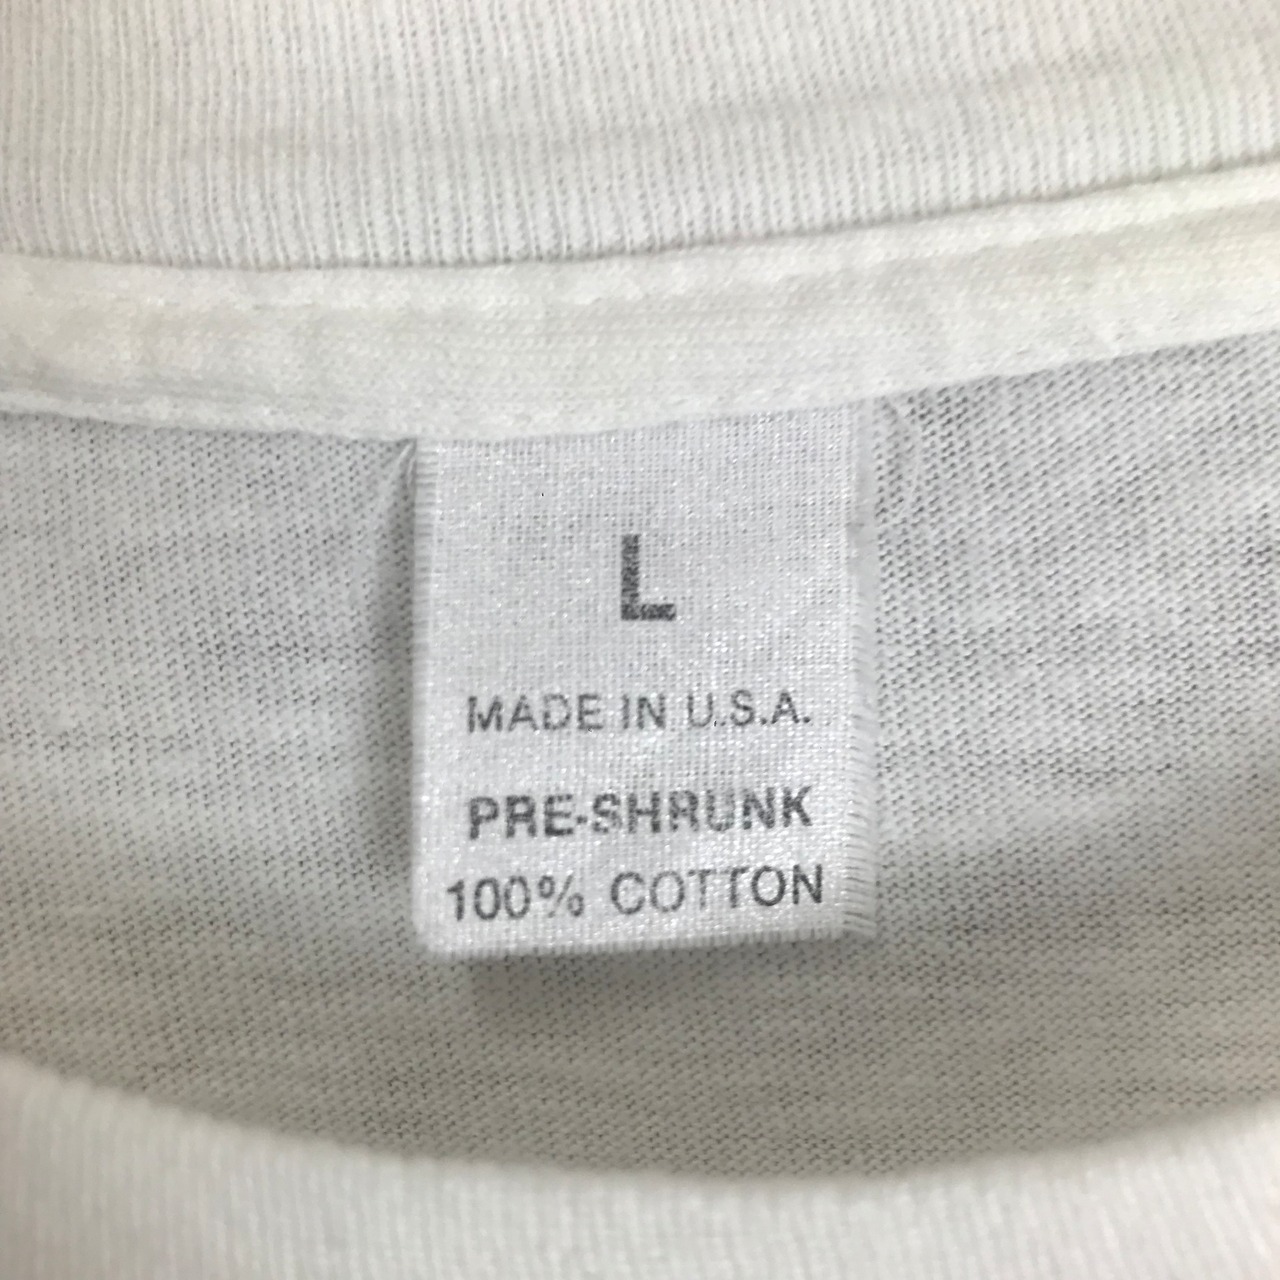 L
MADE IN U.S.A.
PRE-SHRUNK
100% COTTON